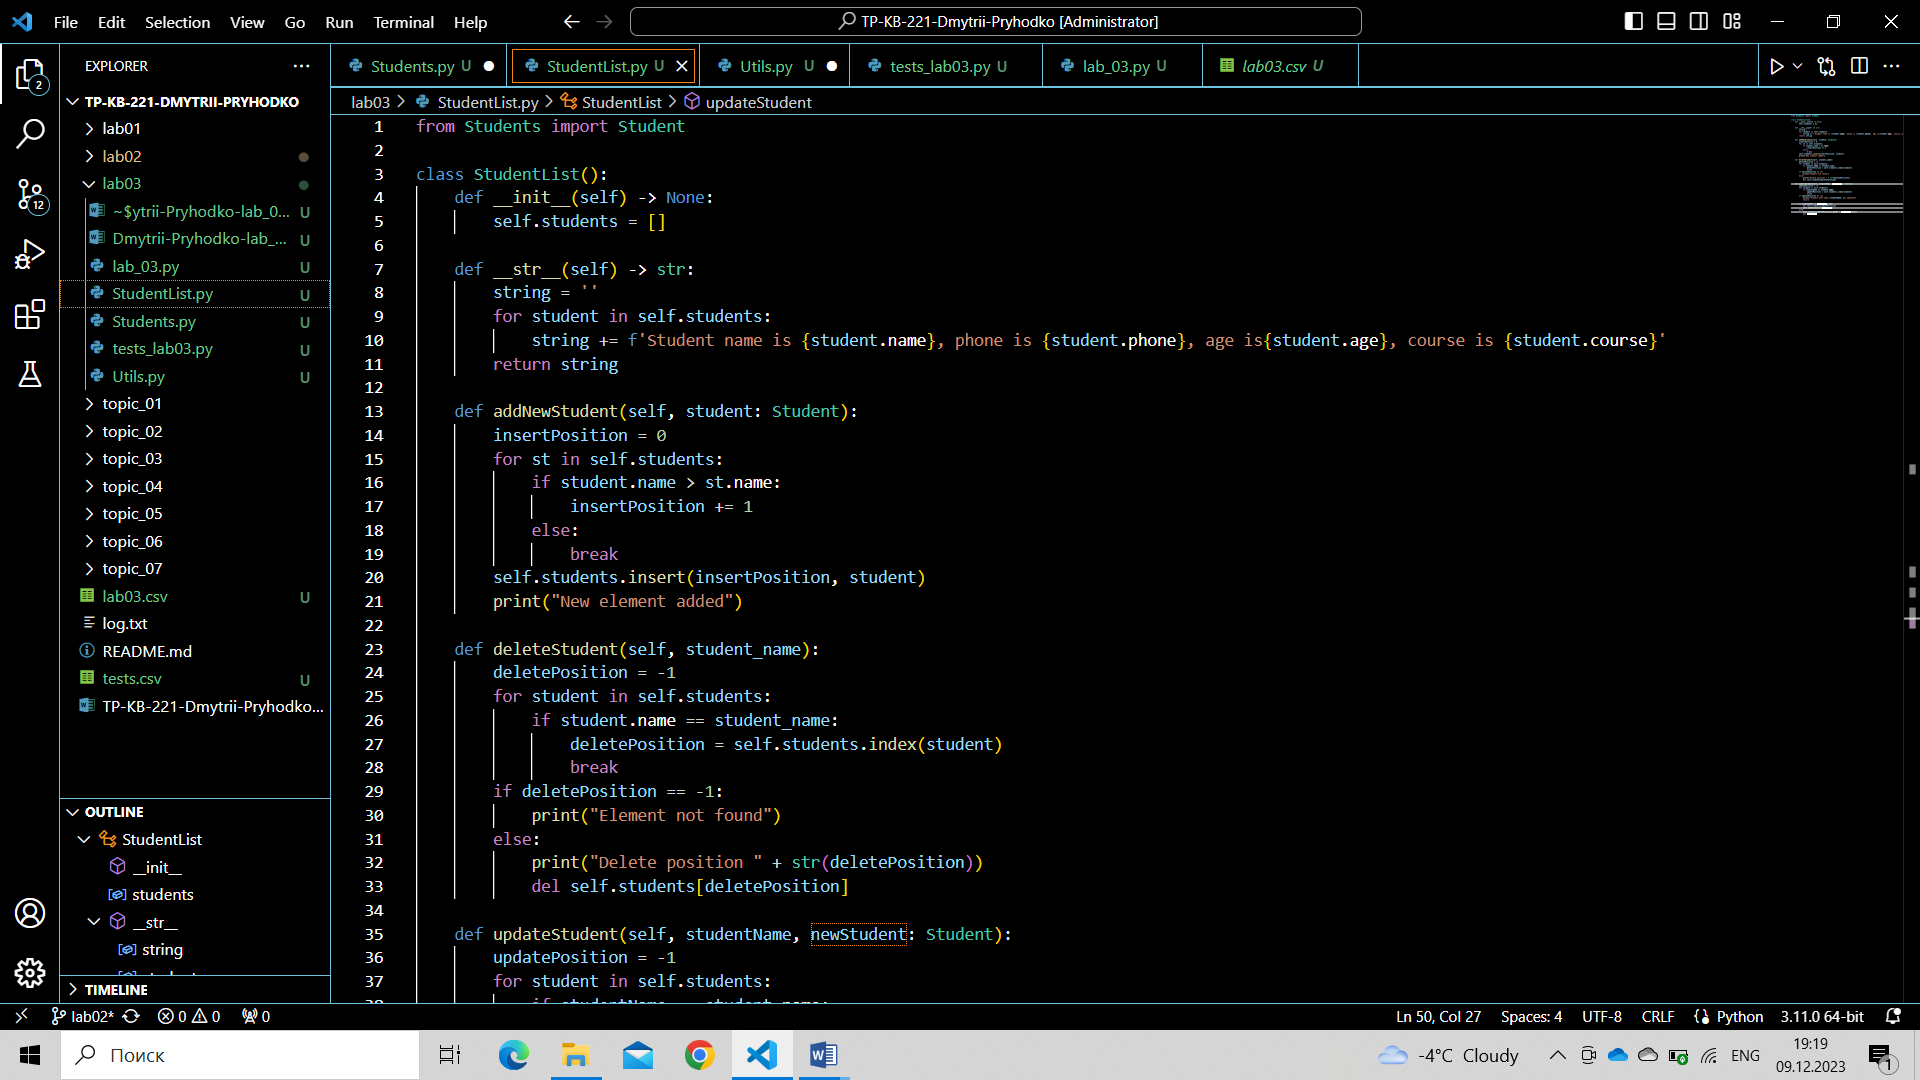 File Edit Selection View Go Run Terminal Help
TP-KB-221-Dmytrii-Pryhodko [Administrator]
EXPLORER
Students.py U
StudentList.py U
Utils.py U
tests_lab03.py U
lab_03.py U
lab03.csv U
lab03 > StudentList.py > StudentList > updateStudent
2
12
TP-KB-221-DMYTRII-PRYHODKO
lab01
lab02
lab03
~$ytrii-Pryhodko-lab_0... U
Dmytrii-Pryhodko-lab_... U
lab_03.py U
StudentList.py U
Students.py U
tests_lab03.py U
Utils.py U
topic_01
topic_02
topic_03
topic_04
topic_05
topic_06
topic_07
lab03.csv U
log.txt
README.md
tests.csv U
TP-KB-221-Dmytrii-Pryhodko...
OUTLINE
StudentList
__init__
students
__str__
string
TIMELINE
1 from Students import Student
2
3 class StudentList():
4 def __init__(self) -> None:
5 self.students = []
6
7 def __str__(self) -> str:
8 string = ''
9 for student in self.students:
10 string += f'Student name is {student.name}, phone is {student.phone}, age is{student.age}, course is {student.course}'
11 return string
12
13 def addNewStudent(self, student: Student):
14 insertPosition = 0
15 for st in self.students:
16 if student.name > st.name:
17 insertPosition += 1
18 else:
19 break
20 self.students.insert(insertPosition, student)
21 print("New element added")
22
23 def deleteStudent(self, student_name):
24 deletePosition = -1
25 for student in self.students:
26 if student.name == student_name:
27 deletePosition = self.students.index(student)
28 break
29 if deletePosition == -1:
30 print("Element not found")
31 else:
32 print("Delete position " + str(deletePosition))
33 del self.students[deletePosition]
34
35 def updateStudent(self, studentName, newStudent: Student):
36 updatePosition = -1
37 for student in self.students:
lab02* 0 0 0
Ln 50, Col 27 Spaces: 4 UTF-8 CRLF Python 3.11.0 64-bit
Поиск
-4°C Cloudy
ENG
19:19
09.12.2023
1